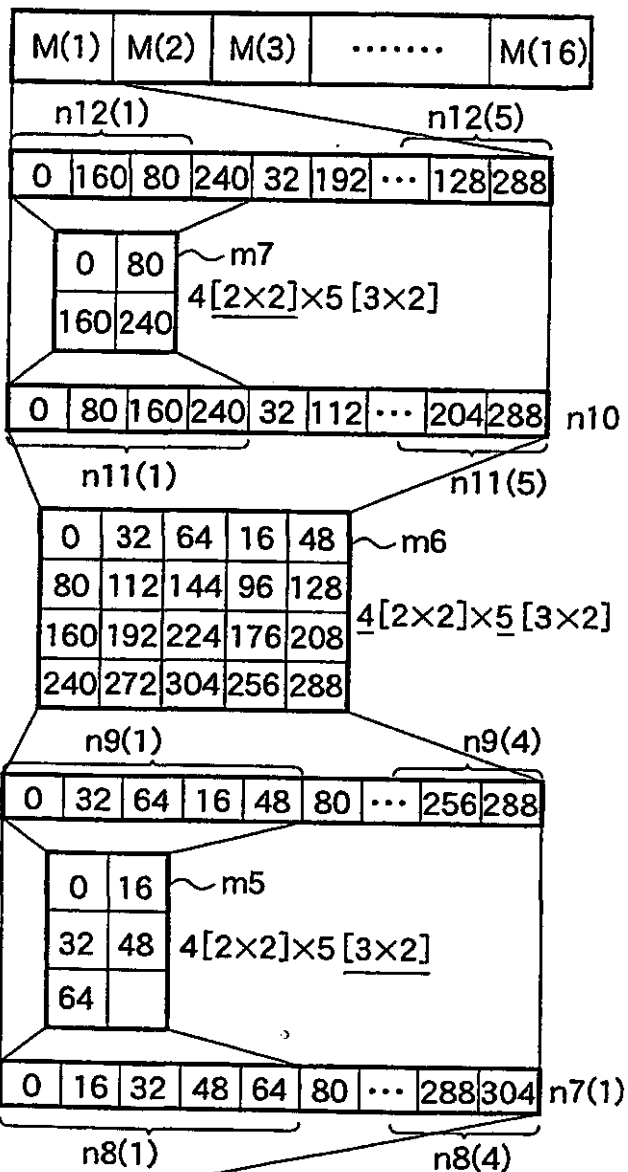 M(1) M(2) M(3) ······· M(16)
n12(1) n12(5)
0 160 80 240 32 192 ··· 128 288
0 80 m7
4[2×2]×5[3×2]
160 240
0 80 160 240 32 112 ··· 204 288 n10
n11(1) n11(5)
0 32 64 16 48 m6
80 112 144 96 128
4[2×2]×5[3×2]
160 192 224 176 208
240 272 304 256 288
n9(1) n9(4)
0 32 64 16 48 80 ··· 256 288
0 16 m5
32 48 4[2×2]×5[3×2]
64
0 16 32 48 64 80 ··· 288 304 n7(1)
n8(1) n8(4)